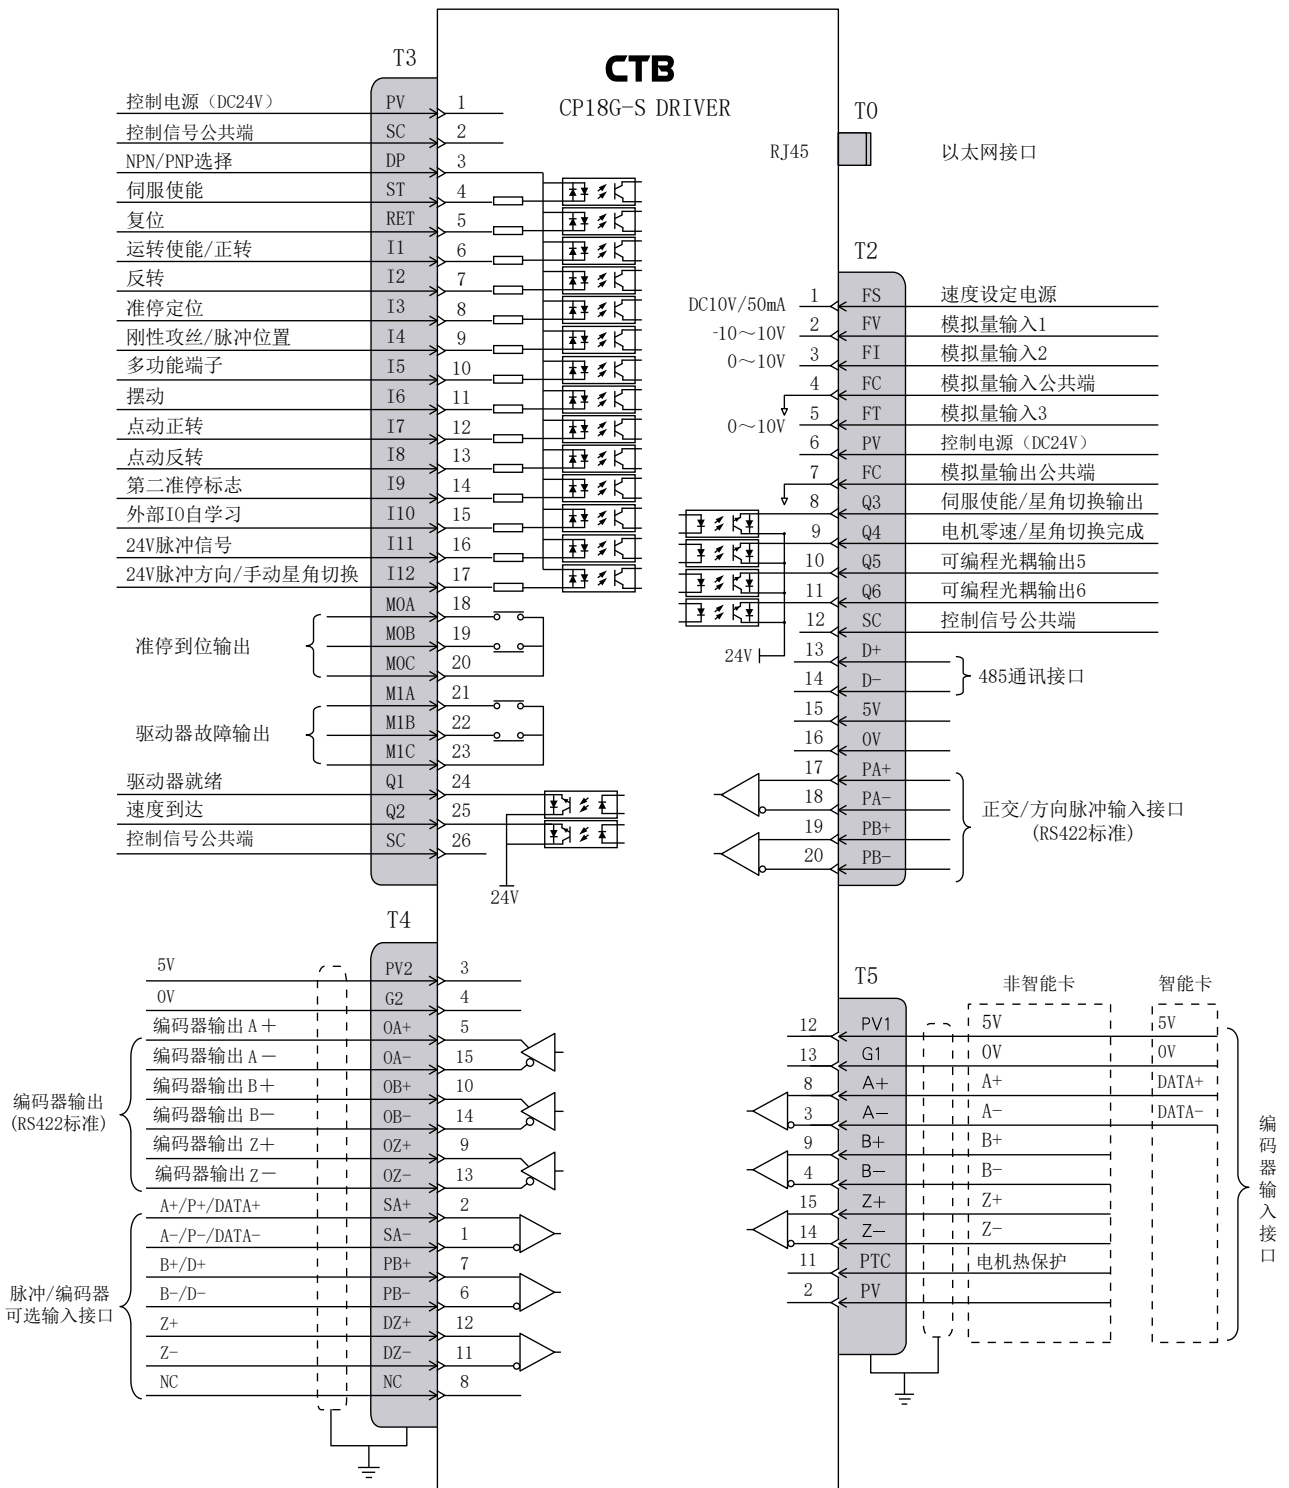 CTB
CP18G-S DRIVER
T3
控制电源（DC24V） PV 1
控制信号公共端 SC 2
NPN/PNP选择 DP 3
伺服使能 ST 4
复位 RET 5
运转使能/正转 I1 6
反转 I2 7
准停定位 I3 8
刚性攻丝/脉冲位置 I4 9
多功能端子 I5 10
摆动 I6 11
点动正转 I7 12
点动反转 I8 13
第二准停标志 I9 14
外部IO自学习 I10 15
24V脉冲信号 I11 16
24V脉冲方向/手动星角切换 I12 17
M0A 18
准停到位输出 M0B 19
M0C 20
M1A 21
驱动器故障输出 M1B 22
M1C 23
驱动器就绪 Q1 24
速度到达 Q2 25
控制信号公共端 SC 26
24V
T0
RJ45 以太网接口
T2
DC10V/50mA 1 FS 速度设定电源
-10～10V 2 FV 模拟量输入1
0～10V 3 FI 模拟量输入2
4 FC 模拟量输入公共端
0～10V 5 FT 模拟量输入3
6 PV 控制电源（DC24V）
7 FC 模拟量输出公共端
8 Q3 伺服使能/星角切换输出
9 Q4 电机零速/星角切换完成
10 Q5 可编程光耦输出5
11 Q6 可编程光耦输出6
12 SC 控制信号公共端
24V
13 D+
485通讯接口
14 D-
15 5V
16 0V
17 PA+
18 PA-
正交/方向脉冲输入接口
(RS422标准)
19 PB+
20 PB-
T4
5V PV2 3
0V G2 4
编码器输出A＋ OA+ 5
编码器输出A－ OA- 15
编码器输出B＋ OB+ 10
编码器输出
(RS422标准)
编码器输出B－ OB- 14
编码器输出Z＋ OZ+ 9
编码器输出Z－ OZ- 13
A+/P+/DATA+ SA+ 2
A-/P-/DATA- SA- 1
B+/D+ PB+ 7
脉冲/编码器
可选输入接口
B-/D- PB- 6
Z+ DZ+ 12
Z- DZ- 11
NC NC 8
T5
非智能卡 智能卡
12 PV1 5V 5V
13 G1 0V 0V
8 A+ A+ DATA+
3 A- A- DATA-
9 B+ B+
4 B- B-
15 Z+ Z+
14 Z- Z-
11 PTC 电机热保护
2 PV
编码器输入接口